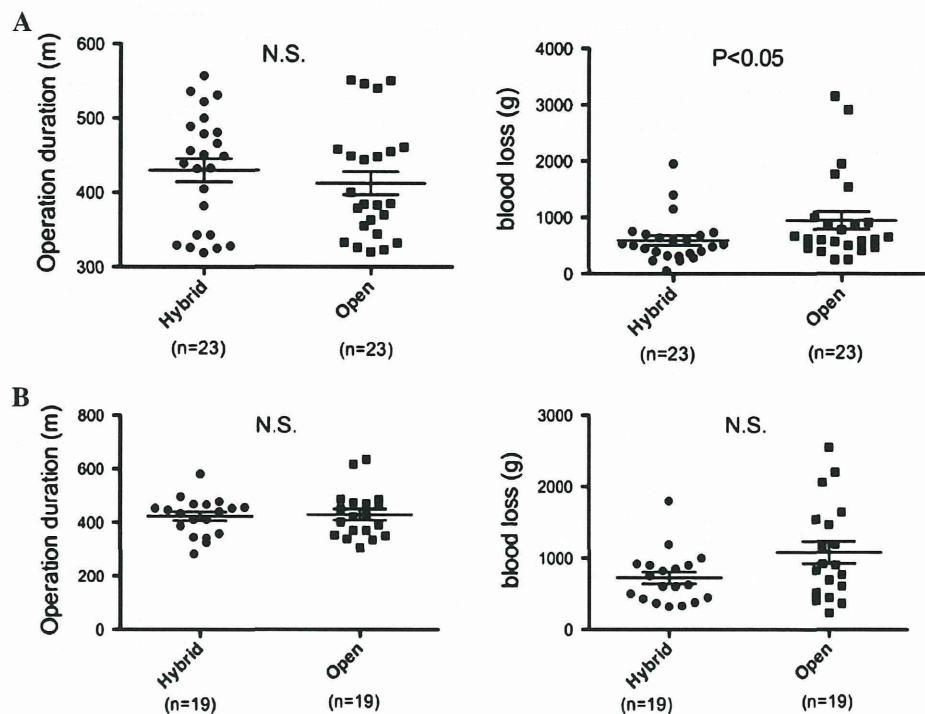 A
Operation duration (m)
600
500
400
300
N.S.
Hybrid
Open
(n=23)
(n=23)
blood loss (g)
4000
3000
2000
1000
0
P<0.05
Hybrid
Open
(n=23)
(n=23)
B
Operation duration (m)
800
600
400
200
0
N.S.
Hybrid
Open
(n=19)
(n=19)
blood loss (g)
3000
2000
1000
0
N.S.
Hybrid
Open
(n=19)
(n=19)